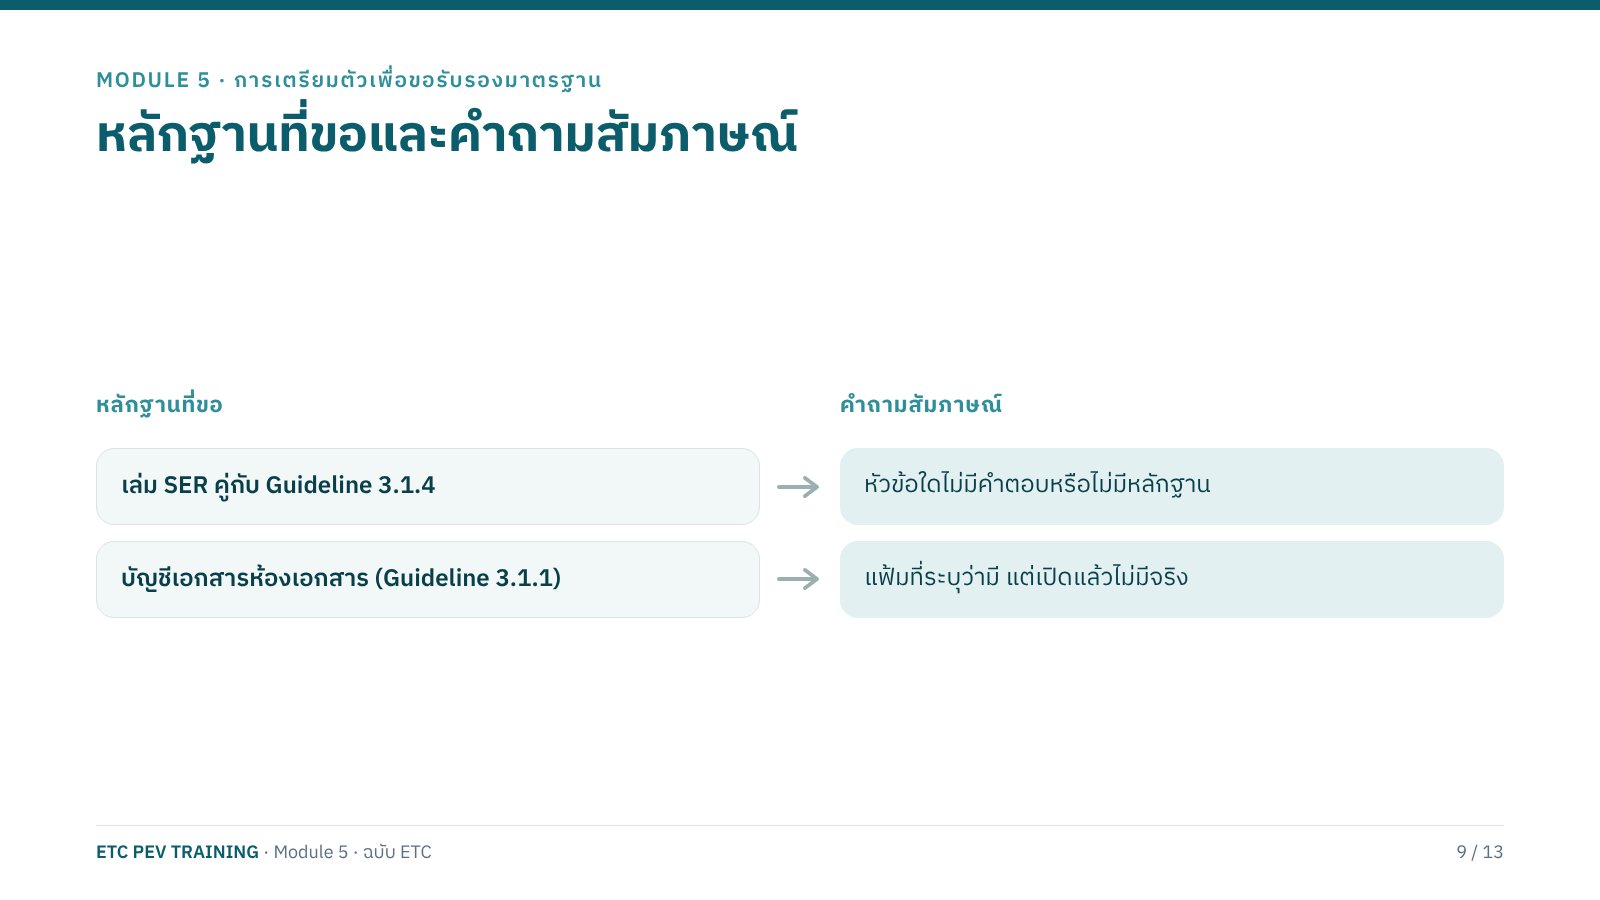 MODULE 5 · การเตรียมตัวเพื่อขอรับรองมาตรฐาน
หลักฐานที่ขอและคำถามสัมภาษณ์
หลักฐานที่ขอ
คำถามสัมภาษณ์
เล่ม SER คู่กับ Guideline 3.1.4
หัวข้อใดไม่มีคำตอบหรือไม่มีหลักฐาน
บัญชีเอกสารห้องเอกสาร (Guideline 3.1.1)
แฟ้มที่ระบุว่ามี แต่เปิดแล้วไม่มีจริง
ETC PEV TRAINING · Module 5 · ฉบับ ETC
9 / 13